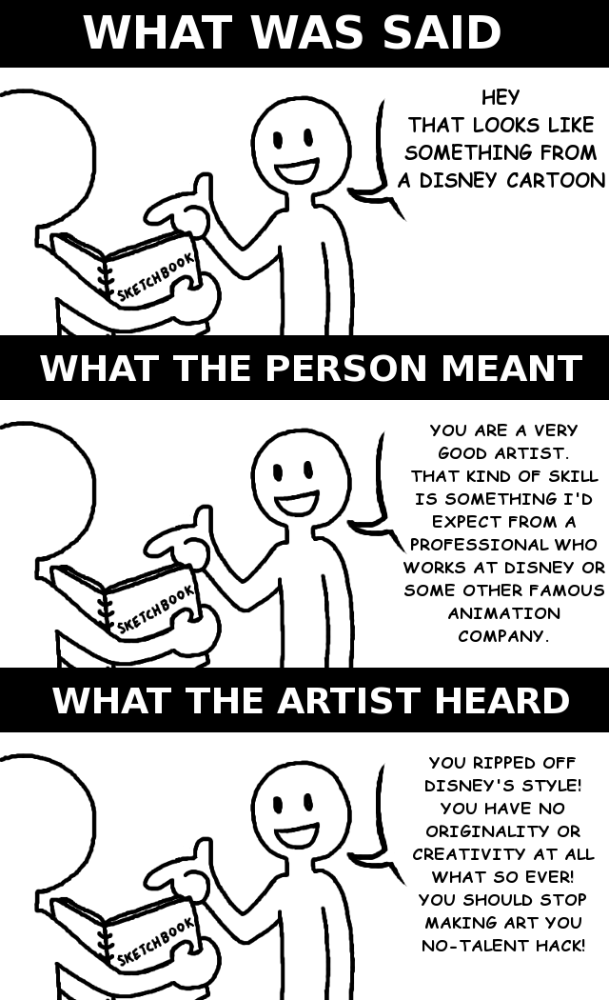 WHAT WAS SAID
HEY
THAT LOOKS LIKE
SOMETHING FROM
A DISNEY CARTOON
SKETCHBOOK
WHAT THE PERSON MEANT
YOU ARE A VERY
GOOD ARTIST.
THAT KIND OF SKILL
IS SOMETHING I'D
EXPECT FROM A
PROFESSIONAL WHO
WORKS AT DISNEY OR
SOME OTHER FAMOUS
ANIMATION
COMPANY.
SKETCHBOOK
WHAT THE ARTIST HEARD
YOU RIPPED OFF
DISNEY'S STYLE!
YOU HAVE NO
ORIGINALITY OR
CREATIVITY AT ALL
WHAT SO EVER!
YOU SHOULD STOP
MAKING ART YOU
NO-TALENT HACK!
SKETCHBOOK